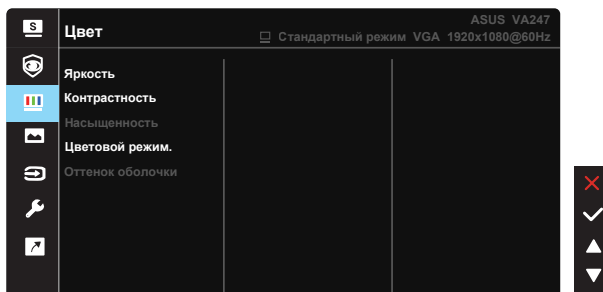 S
Цвет
ASUS VA247
Стандартный режим VGA 1920x1080@60Hz
Яркость
Контрастность
Насыщенность
Цветовой режим.
Оттенок оболочки